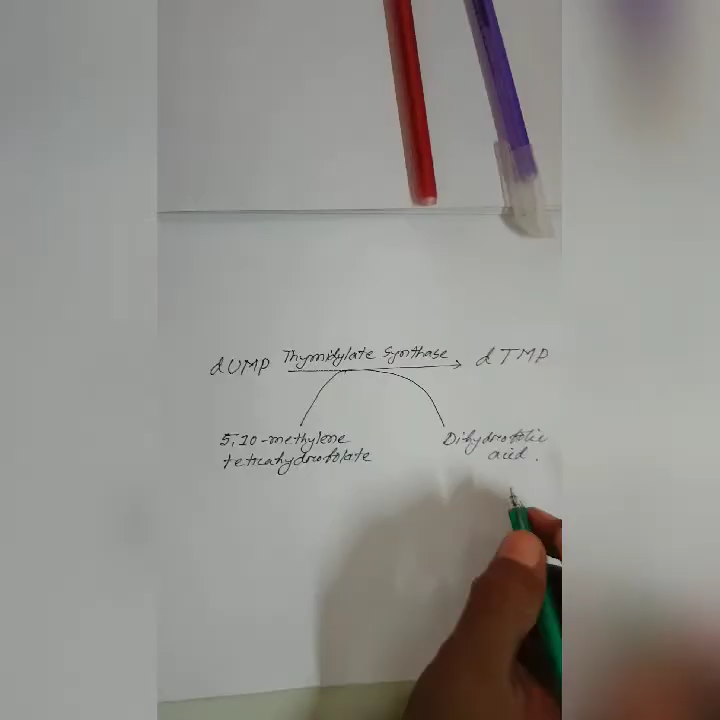 dUMP Thymidylate Synthase dTMP
5,10-methylene
tetrahydrofolate
Dihydrofolic
acid.